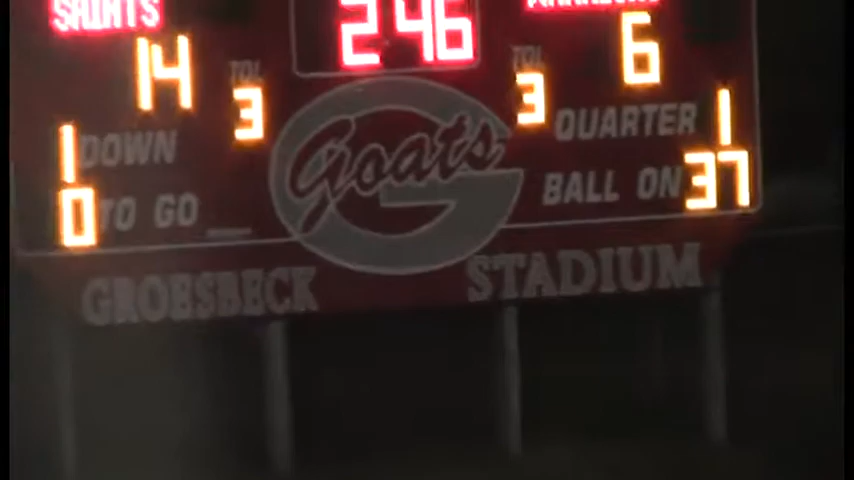 SAINTS 2 46
14 TOL 3 TOL 3 6
1 DOWN Goats QUARTER 1
0 TO GO G BALL ON 37
GROESBECK STADIUM